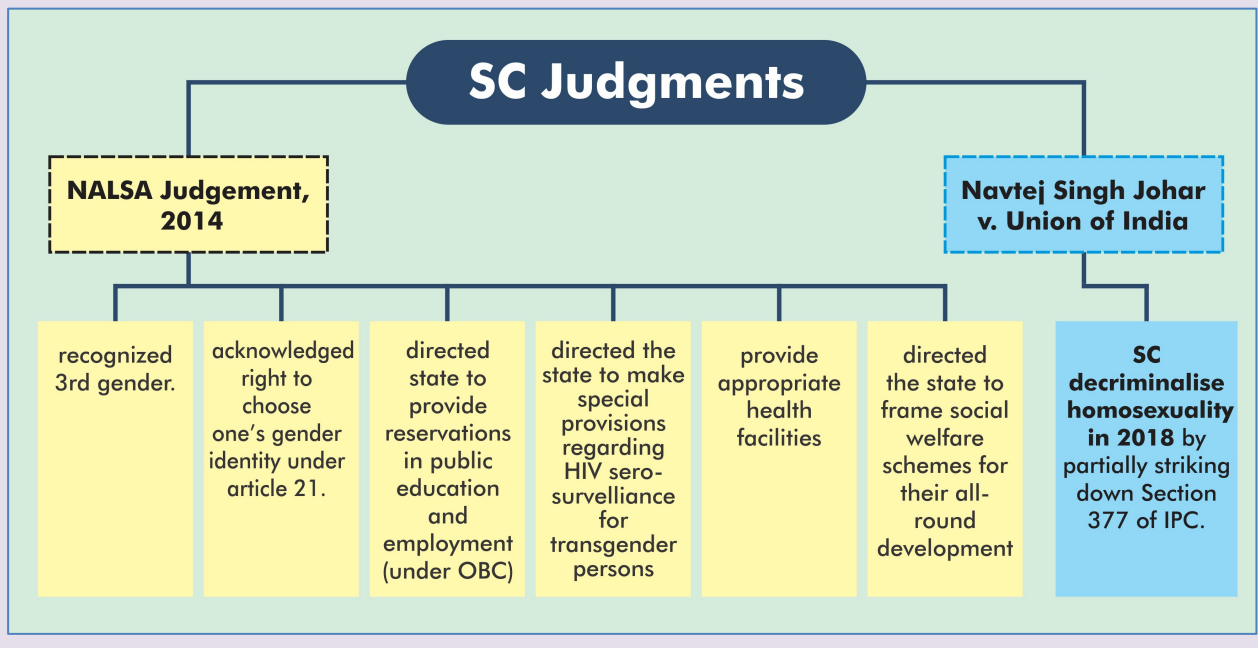 SC Judgments
NALSA Judgement,
2014
Navtej Singh Johar
v. Union of India
recognized
3rd gender.
acknowledged
right to
choose
one's gender
identity under
article 21.
directed
state to
provide
reservations
in public
education
and
employment
(under OBC)
directed the
state to make
special
provisions
regarding
HIV sero-
survelliance
for
transgender
persons
provide
appropriate
health
facilities
directed
the state to
frame social
welfare
schemes for
their all-
round
development
SC
decriminalise
homosexuality
in 2018 by
partially striking
down Section
377 of IPC.